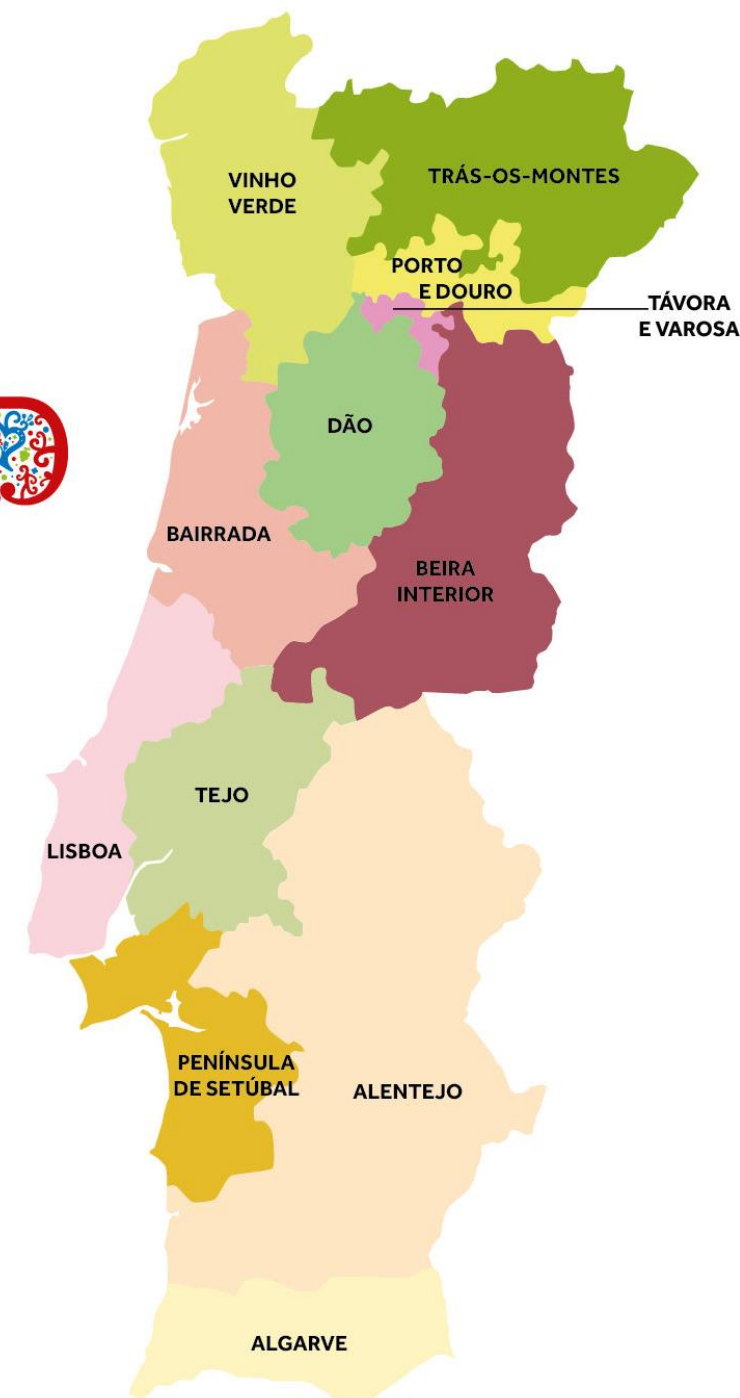 VINHO
VERDE
TRÁS-OS-MONTES
PORTO
E DOURO
TÁVORA
E VAROSA
DÃO
BAIRRADA
BEIRA
INTERIOR
TEJO
LISBOA
PENÍNSULA
DE SETÚBAL
ALENTEJO
ALGARVE